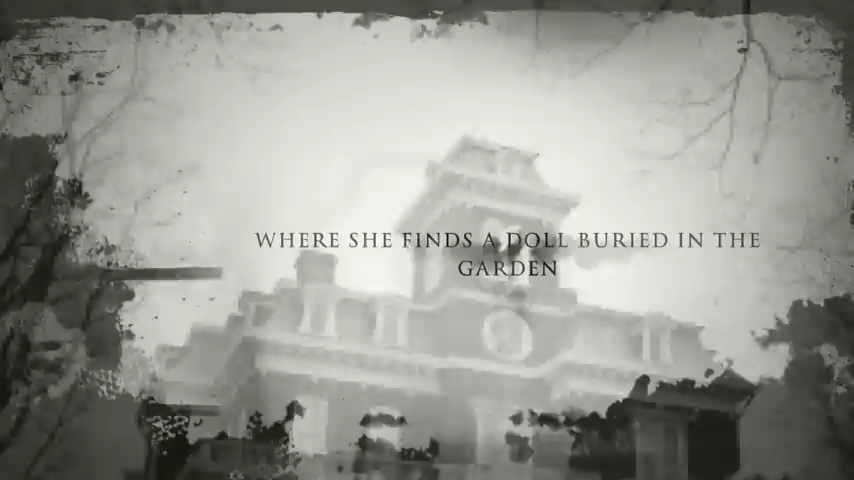 WHERE SHE FINDS A DOLL BURIED IN THE
GARDEN